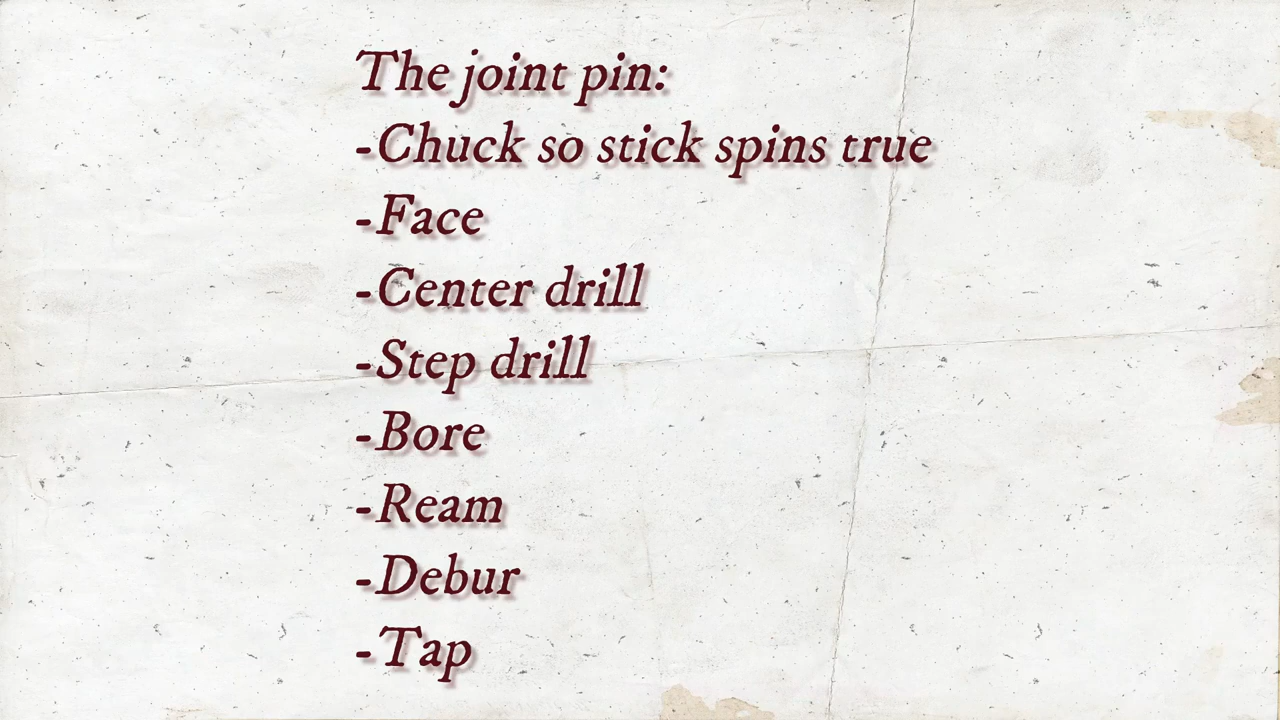 The joint pin:
-Chuck so stick spins true
-Face
-Center drill
-Step drill
-Bore
-Ream
-Debur
-Tap